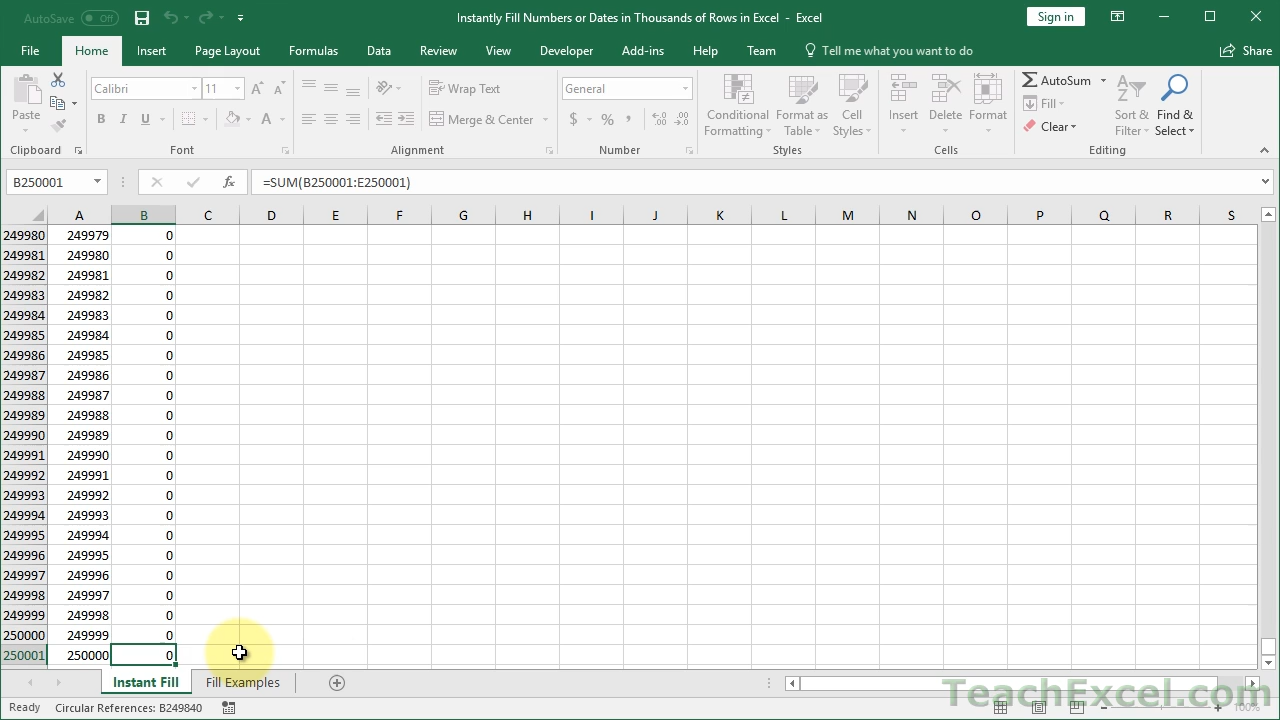 AutoSave Off Instantly Fill Numbers or Dates in Thousands of Rows in Excel - Excel Sign in
File Home Insert Page Layout Formulas Data Review View Developer Add-ins Help Team Tell me what you want to do Share
Paste Calibri 11 Wrap Text General Conditional Formatting Format as Table Cell Styles Insert Delete Format AutoSum
B I U A Merge & Center $ % , Fill Sort & Filter Find & Select
Clear
Clipboard Font Alignment Number Styles Cells Editing
B250001 fx =SUM(B250001:E250001)
A B C D E F G H I J K L M N O P Q R S
249980 249979 0
249981 249980 0
249982 249981 0
249983 249982 0
249984 249983 0
249985 249984 0
249986 249985 0
249987 249986 0
249988 249987 0
249989 249988 0
249990 249989 0
249991 249990 0
249992 249991 0
249993 249992 0
249994 249993 0
249995 249994 0
249996 249995 0
249997 249996 0
249998 249997 0
249999 249998 0
250000 249999 0
250001 250000 0
Instant Fill Fill Examples
TeachExcel.com
Ready Circular References: B249840 100%